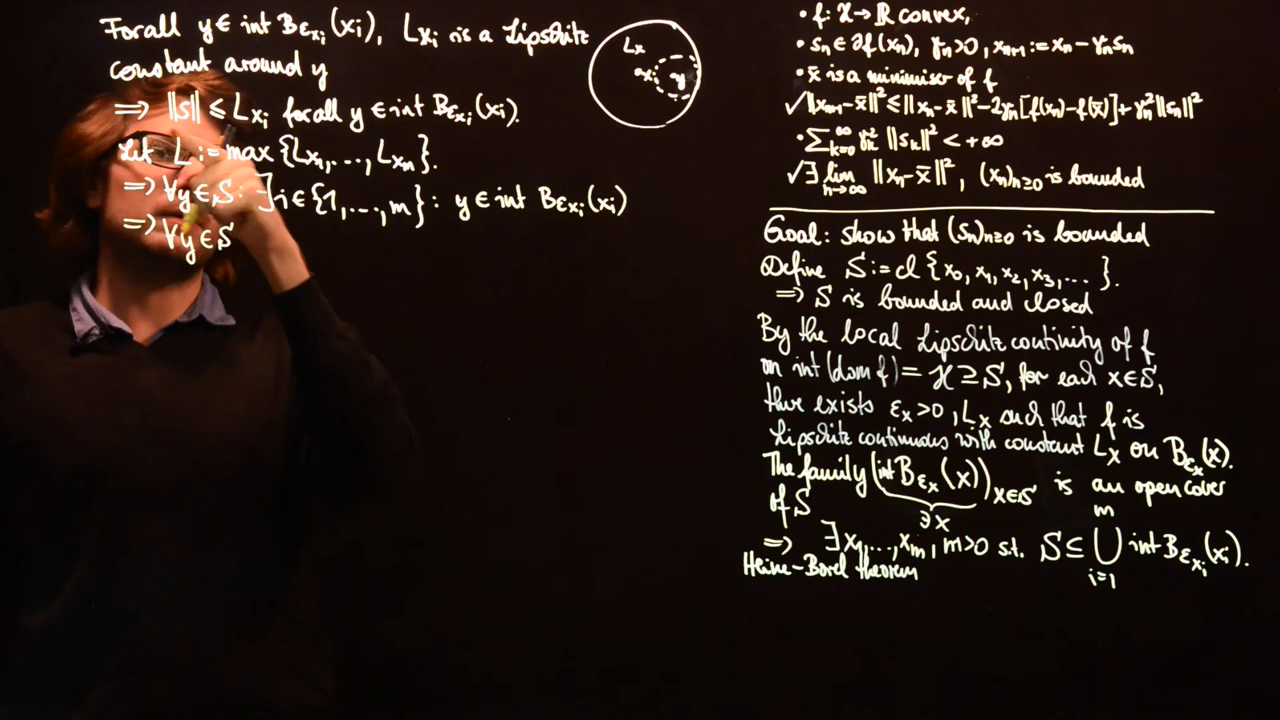 For all y ∈ int B_{ε_{x_i}}(x_i), L_{x_i} is a Lipschitz
constant around y
⟹ ‖s‖ ≤ L_{x_i} for all y ∈ int B_{ε_{x_i}}(x_i).
Let L := max {L_{x_1}, ..., L_{x_m}}.
⟹ ∀y ∈ S: ∃ i ∈ {1, ..., m} : y ∈ int B_{ε_{x_i}}(x_i)
⟹ ∀y ∈ S
L_x
x
y
• f: H → ℝ convex,
• s_n ∈ ∂f(x_n), γ_n > 0, x_{n+1} := x_n − γ_n s_n
• x̄ is a minimiser of f
✓ ‖x_{n+1} − x̄‖² ≤ ‖x_n − x̄‖² − 2γ_n [f(x_n) − f(x̄)] + γ_n² ‖s_n‖²
• ∑_{k=0}^{∞} γ_k² ‖s_k‖² < +∞
✓ ∃ lim_{n→∞} ‖x_n − x̄‖², (x_n)_{n≥0} is bounded
Goal: show that (s_n)_{n≥0} is bounded
Define S := cl {x_0, x_1, x_2, x_3, ... }.
⟹ S is bounded and closed
By the local Lipschitz continuity of f
on int(dom f) = H ⊇ S, for each x ∈ S,
there exists ε_x > 0, L_x such that f is
Lipschitz continuous with constant L_x on B_{ε_x}(x).
The family (int B_{ε_x}(x))_{x∈S} is an open cover
∋ x
of S
⟹ ∃ x_1, ..., x_m, m > 0 s.t. S ⊆ ⋃_{i=1}^{m} int B_{ε_{x_i}}(x_i).
Heine-Borel theorem